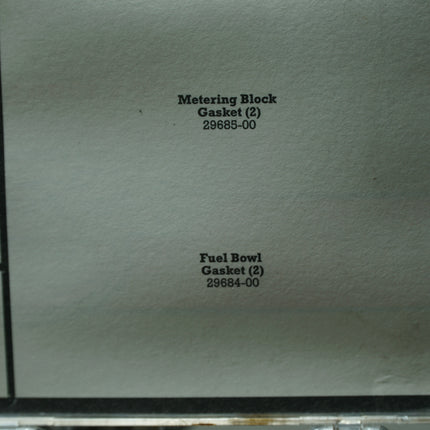 Metering Block
Gasket (2)
29685-00
Fuel Bowl
Gasket (2)
29684-00